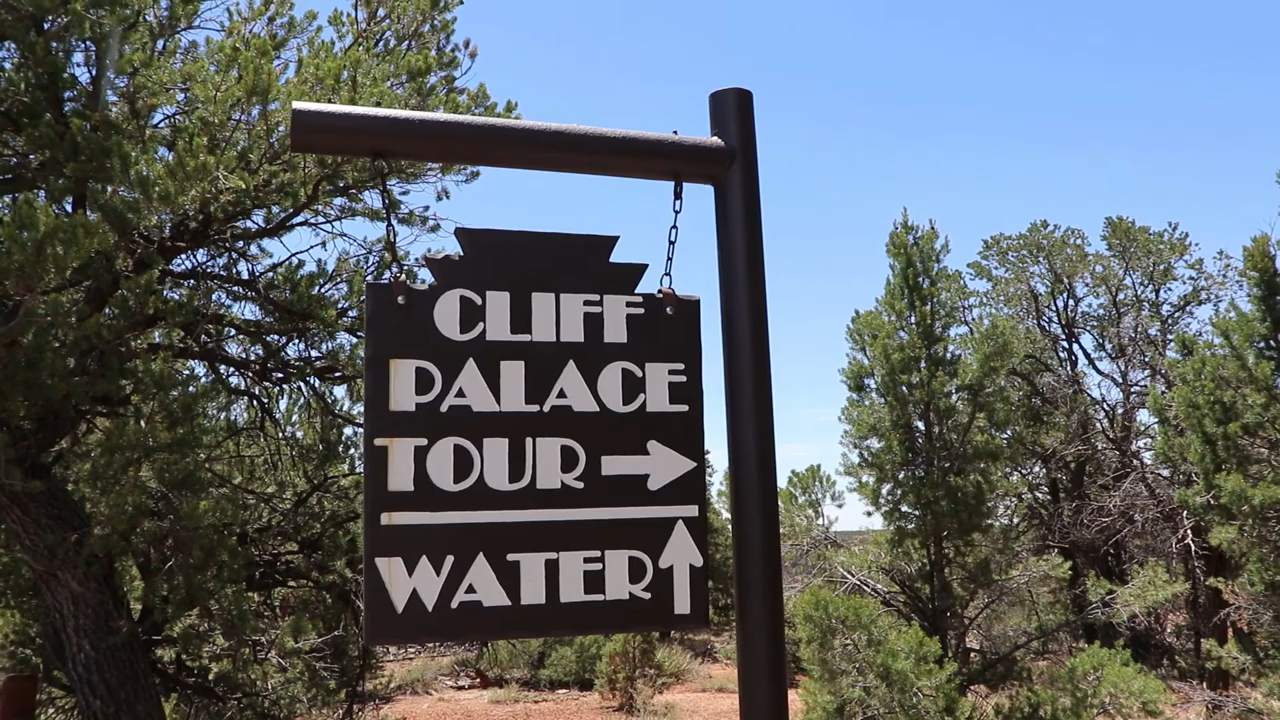 CLIFF
PALACE
TOUR →
WATER ↑